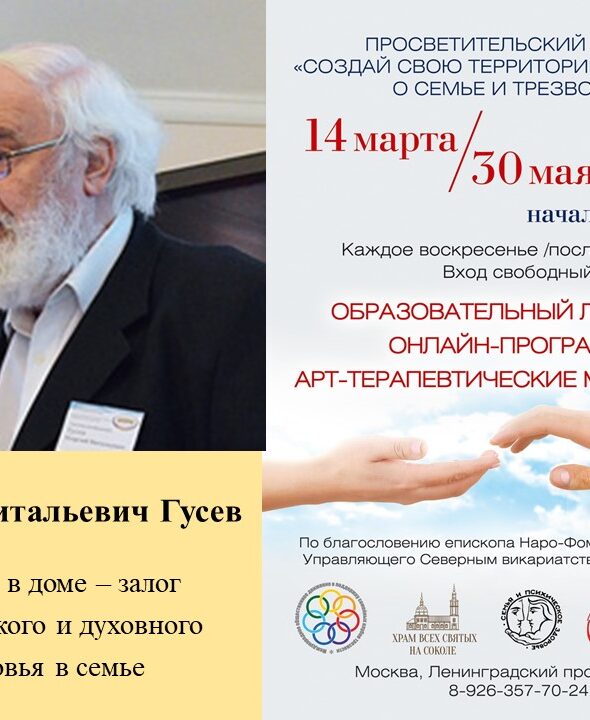 итальевич Гусев
в доме – залог
кого и духовного
овья в семье
ПРОСВЕТИТЕЛЬСКИЙ
«СОЗДАЙ СВОЮ ТЕРРИТОРИ
О СЕМЬЕ И ТРЕЗВО
14 марта/30 мая
начал
Каждое воскресенье /посл
Вход свободный
ОБРАЗОВАТЕЛЬНЫЙ Л
ОНЛАЙН-ПРОГРА
АРТ-ТЕРАПЕВТИЧЕСКИЕ М
По благословению епископа Наро-Фом
Управляющего Северным викариатств
СЕМЬЯ И ПСИХИЧЕСКОЕ ЗДОРОВЬЕ
ХРАМ ВСЕХ СВЯТЫХ
НА СОКОЛЕ
Москва, Ленинградский про
8-926-357-70-24